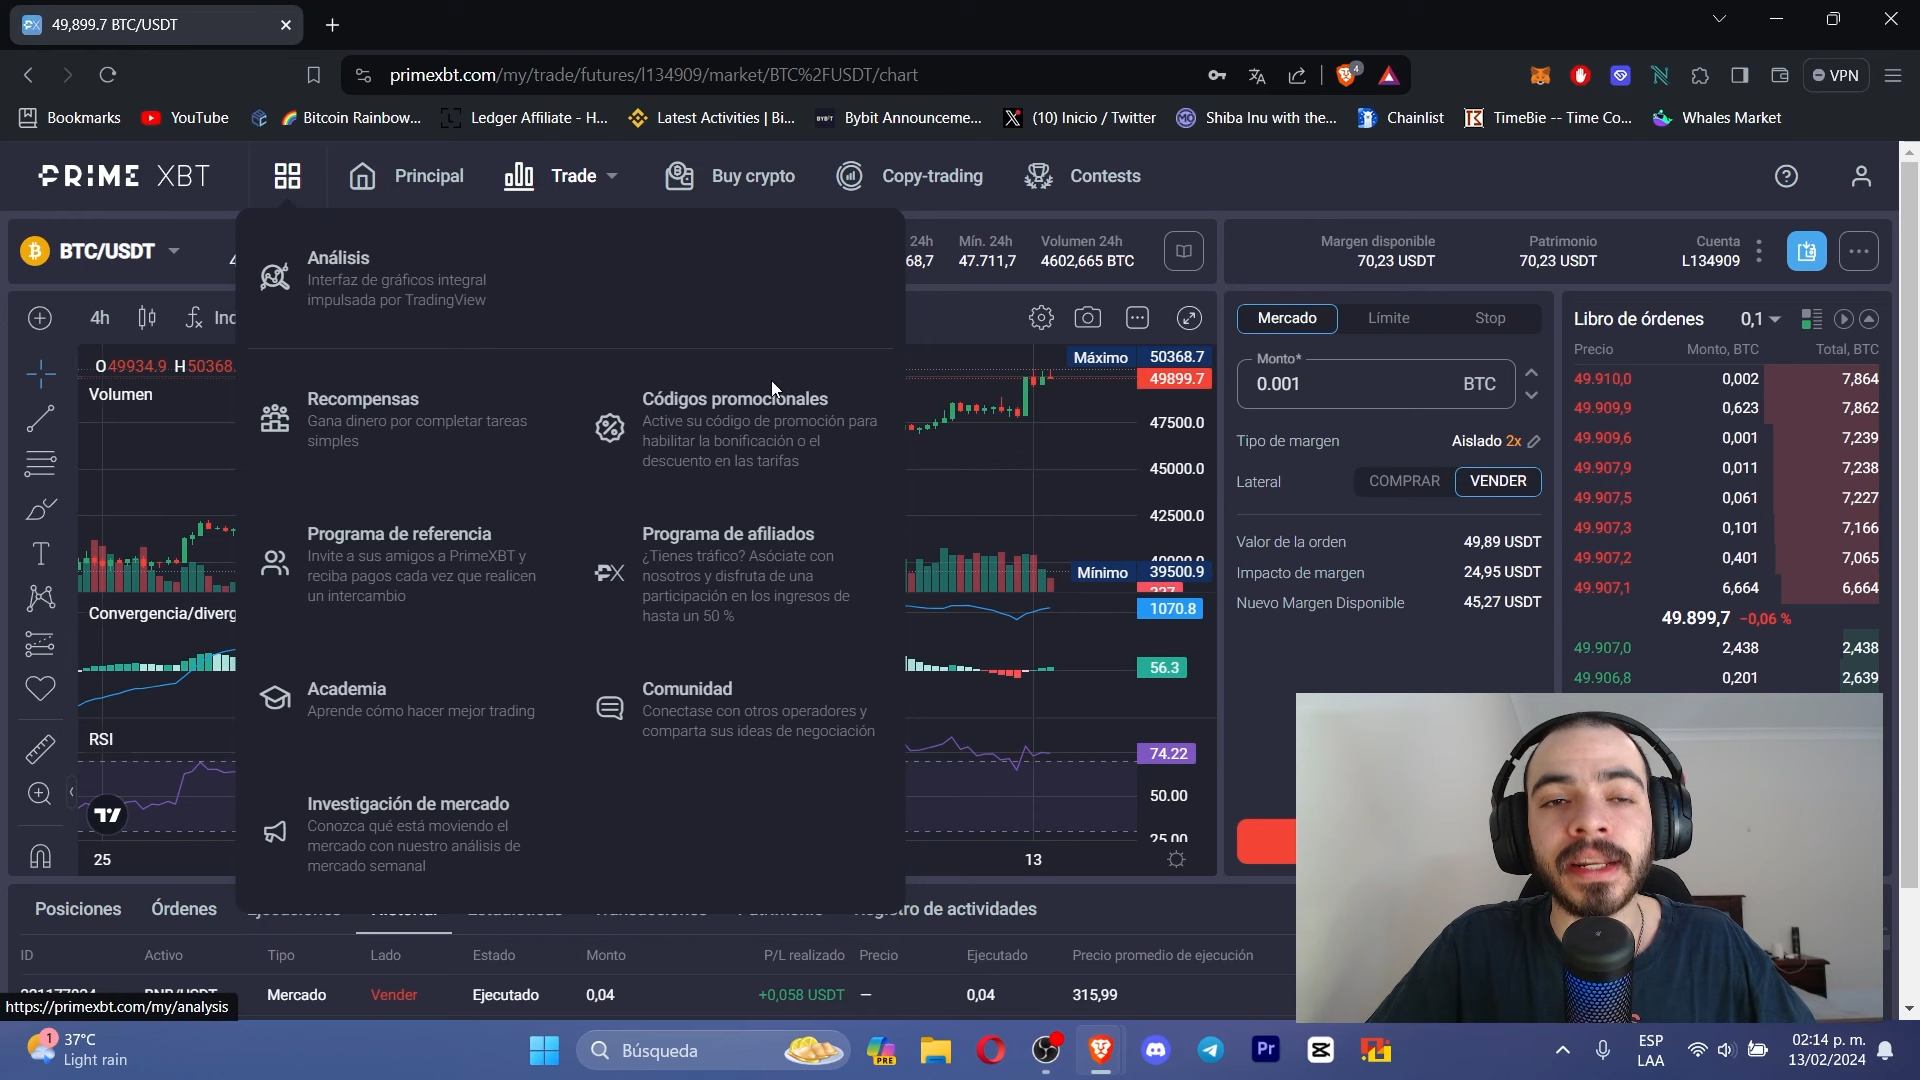 49,899.7 BTC/USDT
primexbt.com/my/trade/futures/l134909/market/BTC%2FUSDT/chart
4
VPN
Bookmarks
YouTube
Bitcoin Rainbow...
Ledger Affiliate - H...
Latest Activities | Bi...
Bybit Announceme...
(10) Inicio / Twitter
Shiba Inu with the...
Chainlist
TimeBie -- Time Co...
Whales Market
PRIME XBT
Principal
Trade
Buy crypto
Copy-trading
Contests
BTC/USDT
24h
68,7
Mín. 24h
47.711,7
Volumen 24h
4602,665 BTC
Margen disponible
70,23 USDT
Patrimonio
70,23 USDT
Cuenta
L134909
Análisis
Interfaz de gráficos integral
impulsada por TradingView
Recompensas
Gana dinero por completar tareas
simples
Códigos promocionales
Active su código de promoción para
habilitar la bonificación o el
descuento en las tarifas
Programa de referencia
Invite a sus amigos a PrimeXBT y
reciba pagos cada vez que realicen
un intercambio
Programa de afiliados
¿Tienes tráfico? Asóciate con
nosotros y disfruta de una
participación en los ingresos de
hasta un 50 %
Academia
Aprende cómo hacer mejor trading
Comunidad
Conectase con otros operadores y
comparta sus ideas de negociación
Investigación de mercado
Conozca qué está moviendo el
mercado con nuestro análisis de
mercado semanal
4h
Ind
O49934.9 H50368.
Volumen
Convergencia/diverg
RSI
25
13
Máximo 50368.7
49899.7
47500.0
45000.0
42500.0
40000.0
Mínimo 39500.9
1070.8
56.3
74.22
50.00
25.00
Mercado
Límite
Stop
Monto*
0.001
BTC
Tipo de margen
Aislado 2x
Lateral
COMPRAR
VENDER
Valor de la orden
49,89 USDT
Impacto de margen
24,95 USDT
Nuevo Margen Disponible
45,27 USDT
Libro de órdenes
0,1
Precio Monto, BTC Total, BTC
49.910,0 0,002 7,864
49.909,9 0,623 7,862
49.909,6 0,001 7,239
49.907,9 0,011 7,238
49.907,5 0,061 7,227
49.907,3 0,101 7,166
49.907,2 0,401 7,065
49.907,1 6,664 6,664
49.899,7 -0,06 %
49.907,0 2,438 2,438
49.906,8 0,201 2,639
Posiciones
Órdenes
Registro de actividades
ID Activo Tipo Lado Estado Monto P/L realizado Precio Ejecutado Precio promedio de ejecución
Mercado Vender Ejecutado 0,04 +0,058 USDT — 0,04 315,99
https://primexbt.com/my/analysis
1
37°C
Light rain
Búsqueda
PRE
Pr
ESP
LAA
02:14 p. m.
13/02/2024